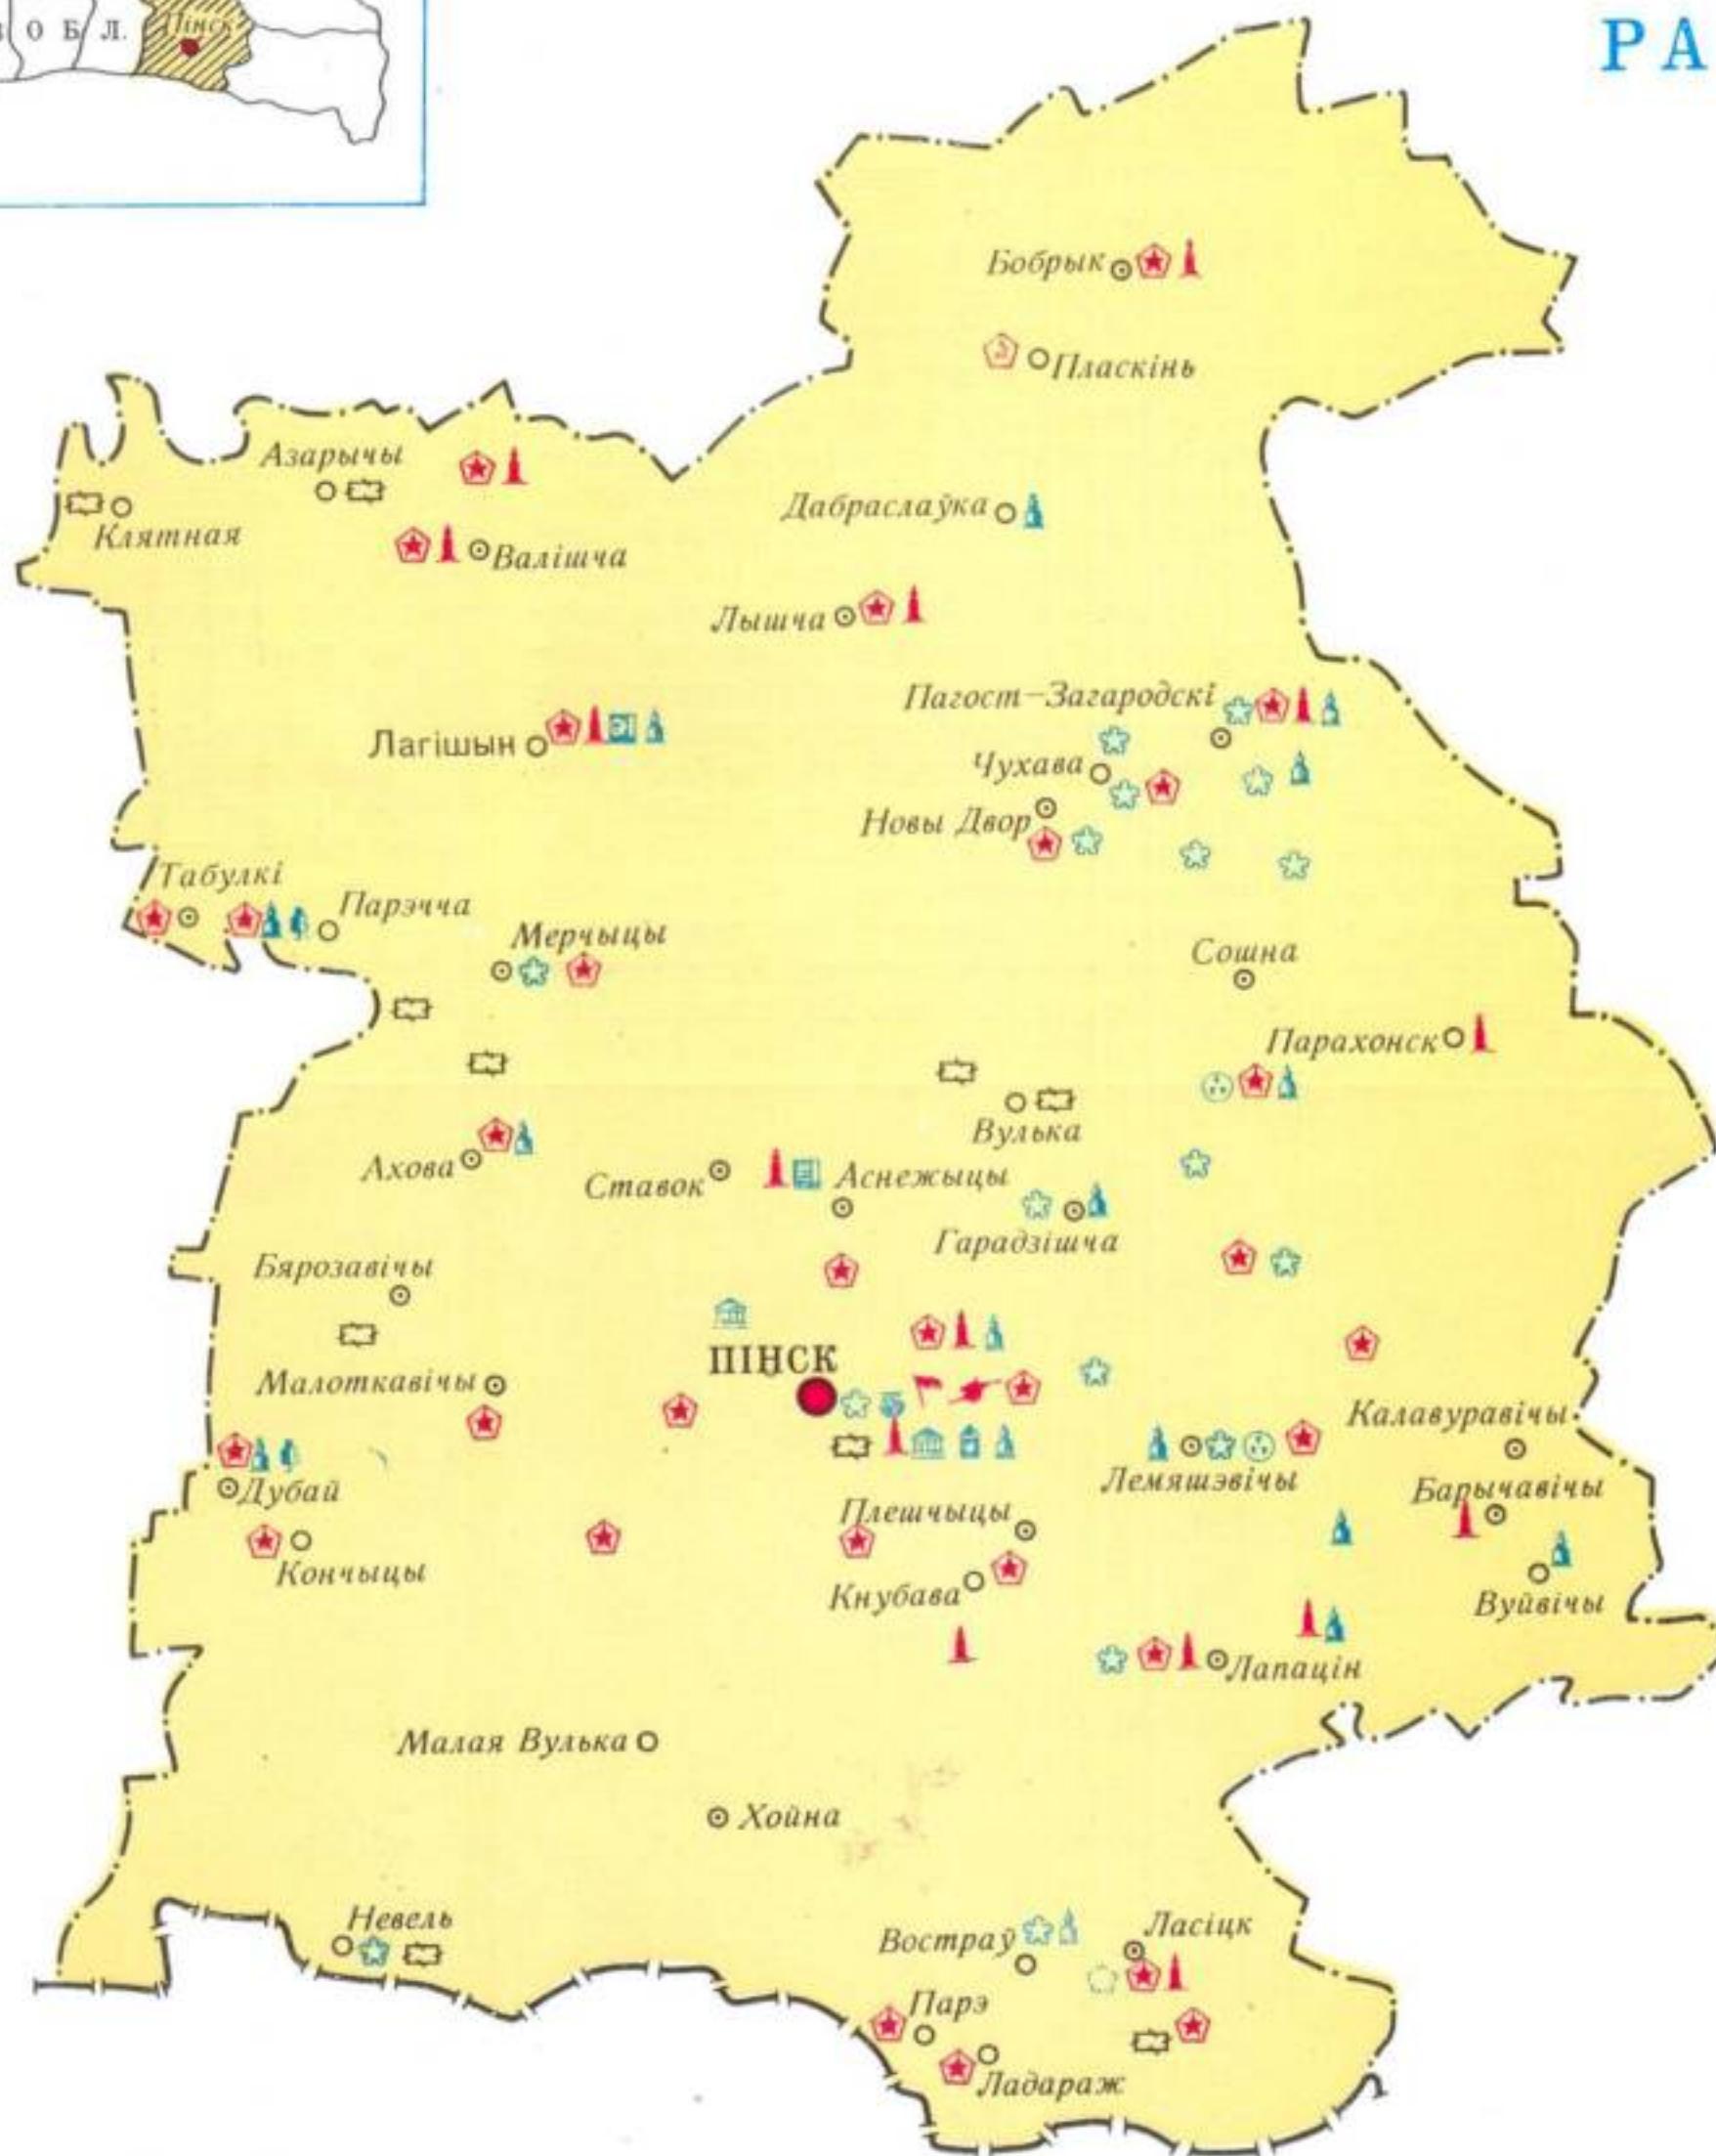 О Б Л.
Пінск
РА
Бобрык
Пласкінь
Азарычы
Клятная
Дабраслаўка
Валішча
Лышча
Пагост-Загародскі
Лагішын
Чухава
Новы Двор
Табулкі
Парэчча
Мерчыцы
Сошна
Парахонск
Вулька
Ахова
Ставок
Аснежыцы
Гарадзішча
Бярозавічы
ПІНСК
Малоткавічы
Калавуравічы
Лемяшэвічы
Дубай
Барычавічы
Плешчыцы
Кончыцы
Кнубава
Вуйвічы
Лапацін
Малая Вулька
Хойна
Невель
Востраў
Ласіцк
Парэ
Ладараж